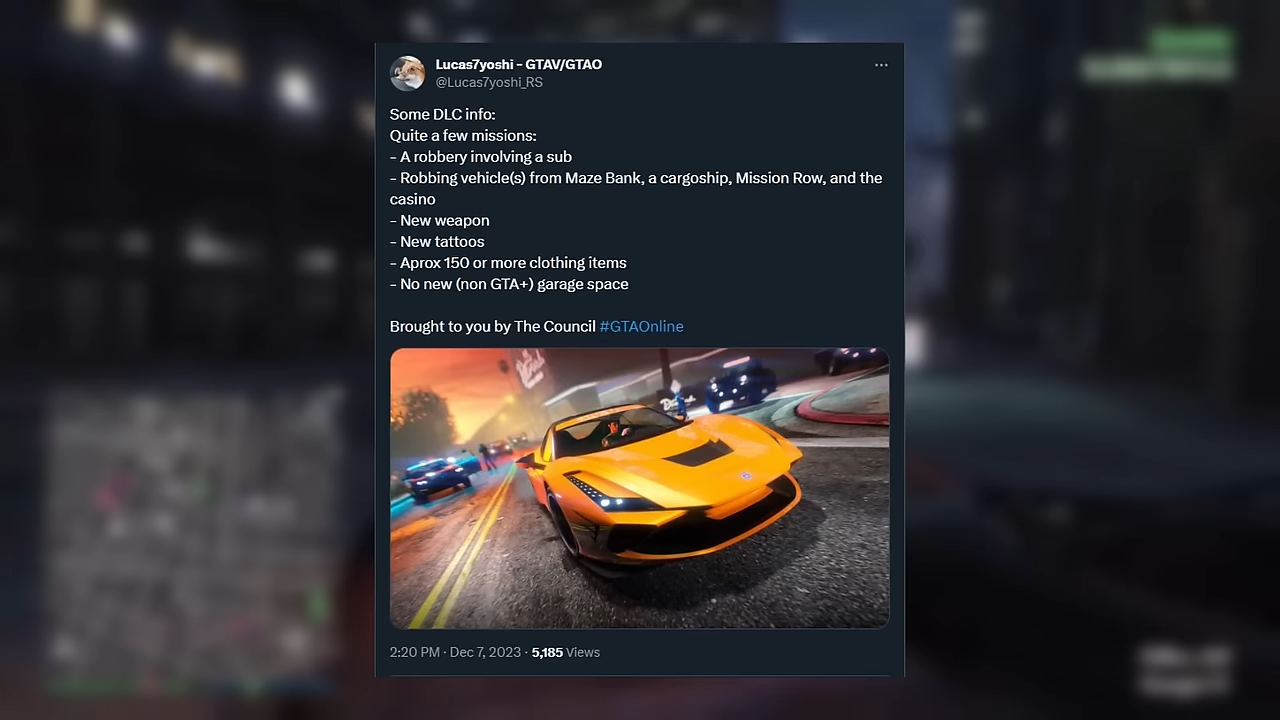 Lucas7yoshi - GTAV/GTAO
@Lucas7yoshi_RS
Some DLC info:
Quite a few missions:
- A robbery involving a sub
- Robbing vehicle(s) from Maze Bank, a cargoship, Mission Row, and the
casino
- New weapon
- New tattoos
- Aprox 150 or more clothing items
- No new (non GTA+) garage space
Brought to you by The Council #GTAOnline
2:20 PM · Dec 7, 2023 · 5,185 Views